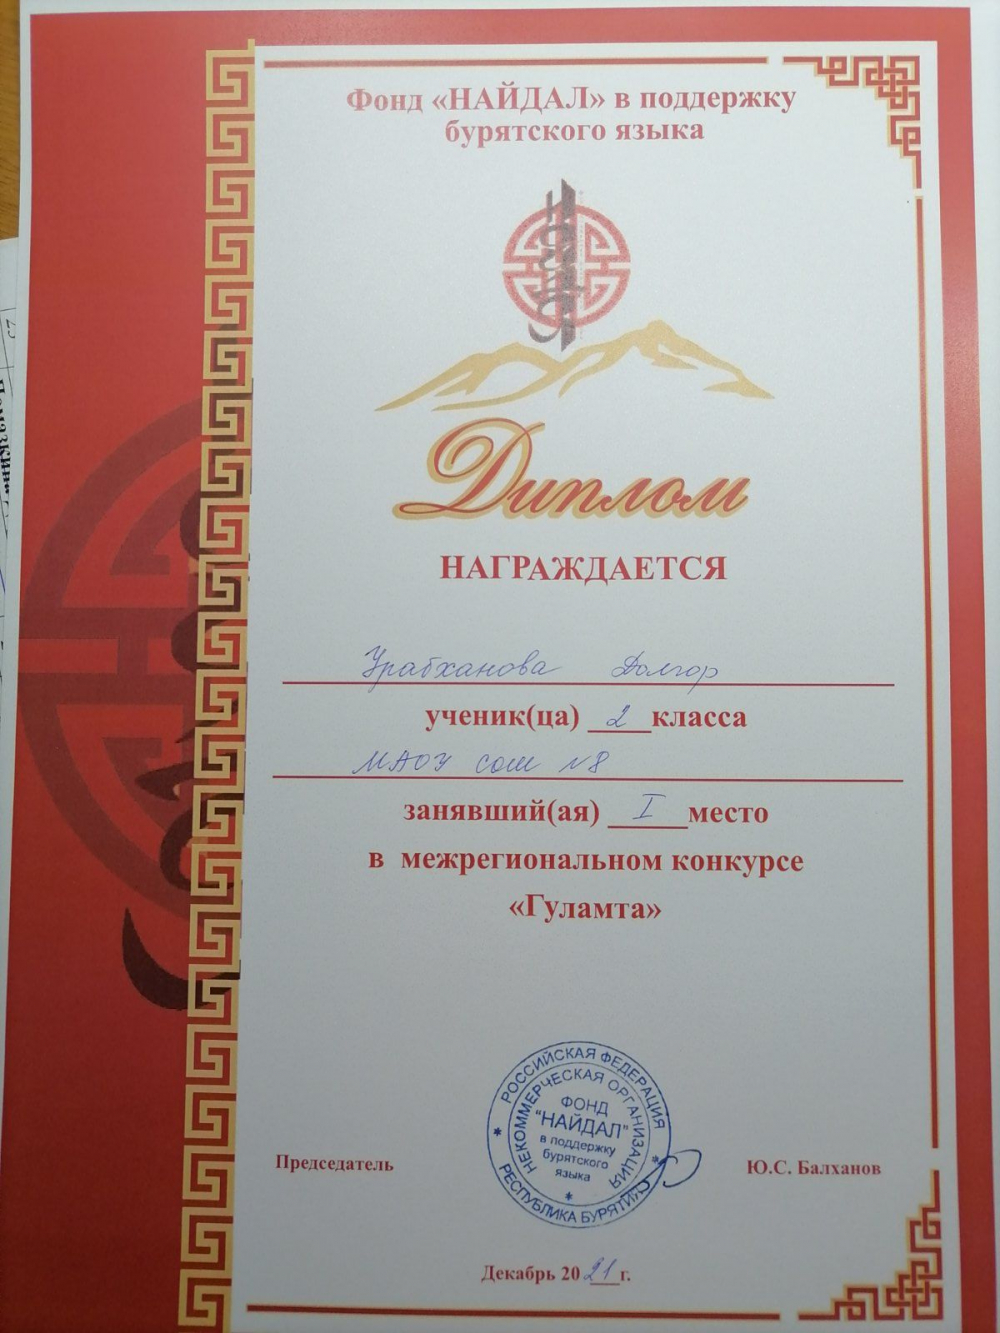 Фонд «НАЙДАЛ» в поддержку
бурятского языка
Диплом
НАГРАЖДАЕТСЯ
Урабханова Долгор
ученик(ца) 2 класса
МАОУ СОШ №8
занявший(ая) I место
в межрегиональном конкурсе
«Гуламта»
РОССИЙСКАЯ ФЕДЕРАЦИЯ
НЕКОММЕРЧЕСКАЯ ОРГАНИЗАЦИЯ
ФОНД
"НАЙДАЛ"
в поддержку
бурятского
языка
РЕСПУБЛИКА БУРЯТИЯ
Председатель
Ю.С. Балханов
Декабрь 2021 г.